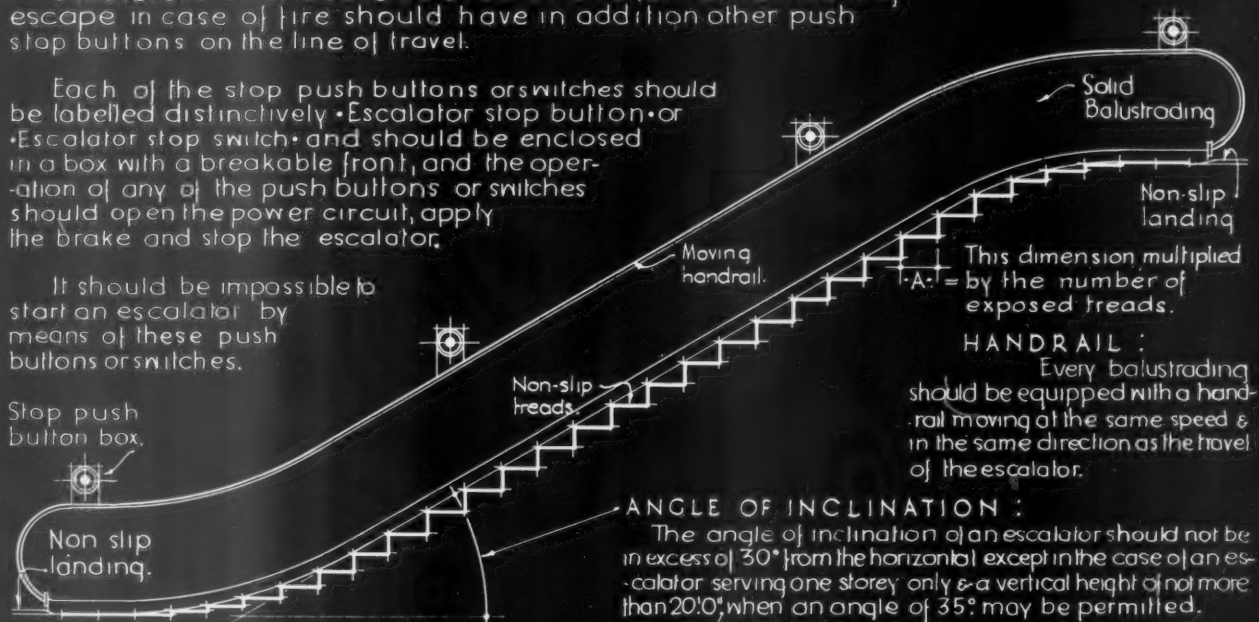 escape in case of fire should have in addition other push
stop buttons on the line of travel.
Each of the stop push buttons or switches should
be labelled distinctively •Escalator stop button• or
•Escalator stop switch• and should be enclosed
in a box with a breakable front, and the oper-
-ation of any of the push buttons or switches
should open the power circuit, apply
the brake and stop the escalator.
It should be impossible to
start an escalator by
means of these push
buttons or switches.
Stop push
button box.
Non slip
landing.
Non-slip
treads.
Moving
handrail.
Solid
Balustrading
Non-slip
landing
•A• = This dimension multiplied
by the number of
exposed treads.
HANDRAIL :
Every balustrading
should be equipped with a hand-
-rail moving at the same speed &
in the same direction as the travel
of the escalator.
ANGLE OF INCLINATION :
The angle of inclination of an escalator should not be
in excess of 30° from the horizontal except in the case of an es-
-calator serving one storey only & a vertical height of not more
than 20'0", when an angle of 35° may be permitted.